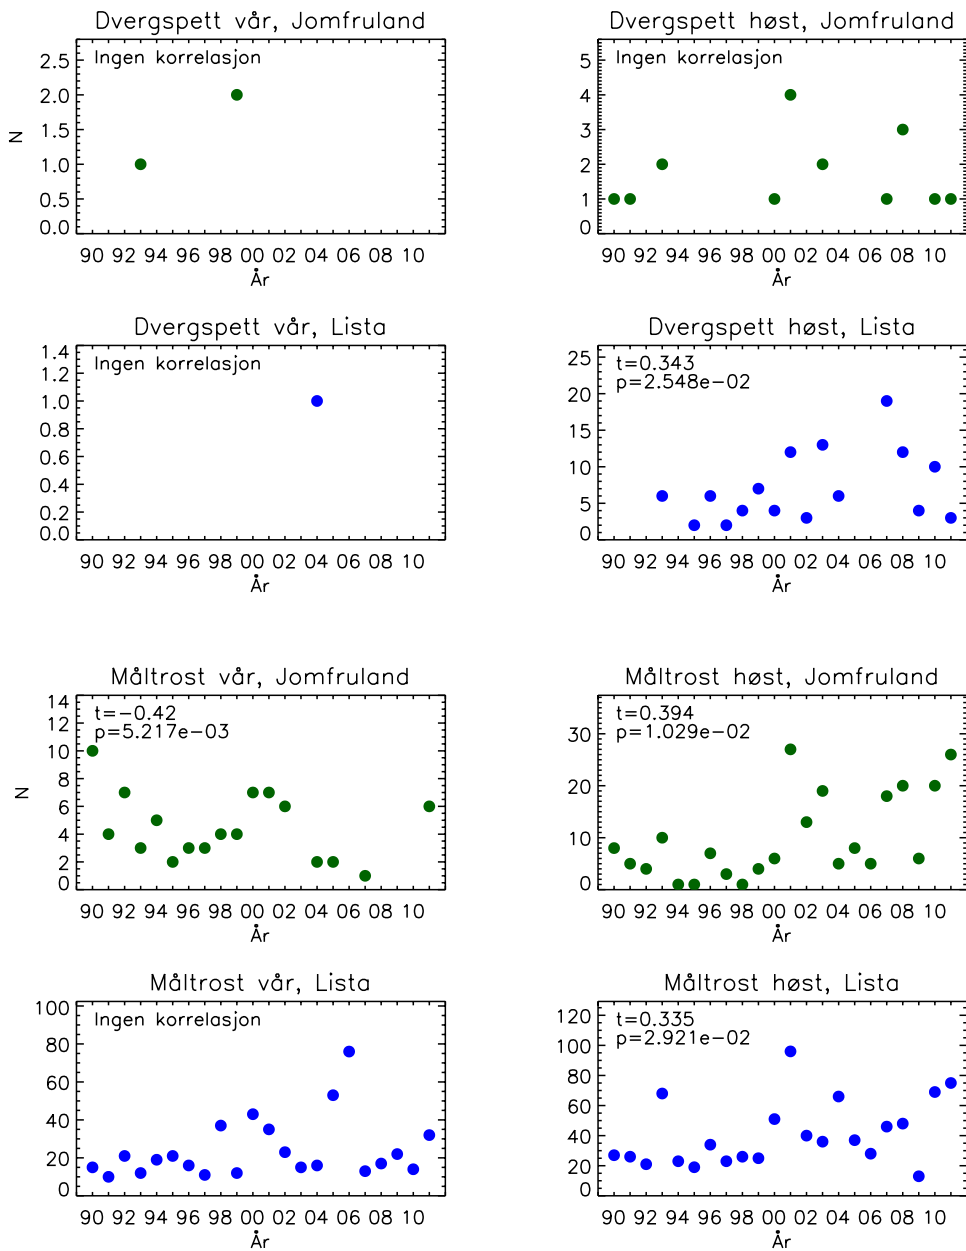 Dvergspett vår, Jomfruland
Ingen korrelasjon
2.5
2.0
1.5
1.0
0.5
0.0
N
90 92 94 96 98 00 02 04 06 08 10
År
Dvergspett høst, Jomfruland
Ingen korrelasjon
5
4
3
2
1
0
90 92 94 96 98 00 02 04 06 08 10
År
Dvergspett vår, Lista
Ingen korrelasjon
1.4
1.2
1.0
0.8
0.6
0.4
0.2
0.0
90 92 94 96 98 00 02 04 06 08 10
År
Dvergspett høst, Lista
t=0.343
p=2.548e-02
25
20
15
10
5
0
90 92 94 96 98 00 02 04 06 08 10
År
Måltrost vår, Jomfruland
t=-0.42
p=5.217e-03
14
12
10
8
6
4
2
0
N
90 92 94 96 98 00 02 04 06 08 10
År
Måltrost høst, Jomfruland
t=0.394
p=1.029e-02
30
20
10
0
90 92 94 96 98 00 02 04 06 08 10
År
Måltrost vår, Lista
Ingen korrelasjon
100
80
60
40
20
0
90 92 94 96 98 00 02 04 06 08 10
År
Måltrost høst, Lista
t=0.335
p=2.921e-02
120
100
80
60
40
20
0
90 92 94 96 98 00 02 04 06 08 10
År